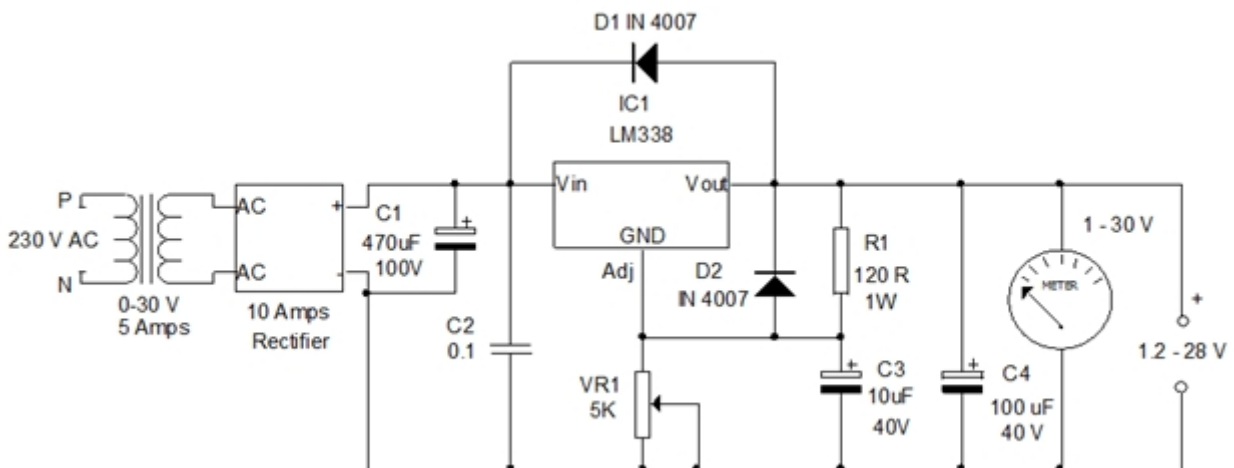 D1 IN 4007
IC1
LM338
Vin
Vout
GND
Adj
P
230 V AC
N
0-30 V
5 Amps
AC
+
AC
-
10 Amps
Rectifier
C1
470uF
100V
+
C2
0.1
D2
IN 4007
R1
120 R
1W
VR1
5K
+
C3
10uF
40V
+
C4
100 uF
40 V
1 - 30 V
METER
+
1.2 - 28 V